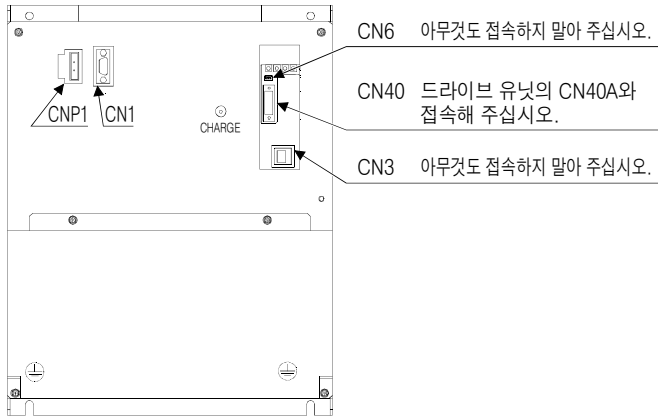 CN6 아무것도 접속하지 말아 주십시오.
CN40 드라이브 유닛의 CN40A와
접속해 주십시오.
CN3 아무것도 접속하지 말아 주십시오.
CNP1
CN1
CHARGE